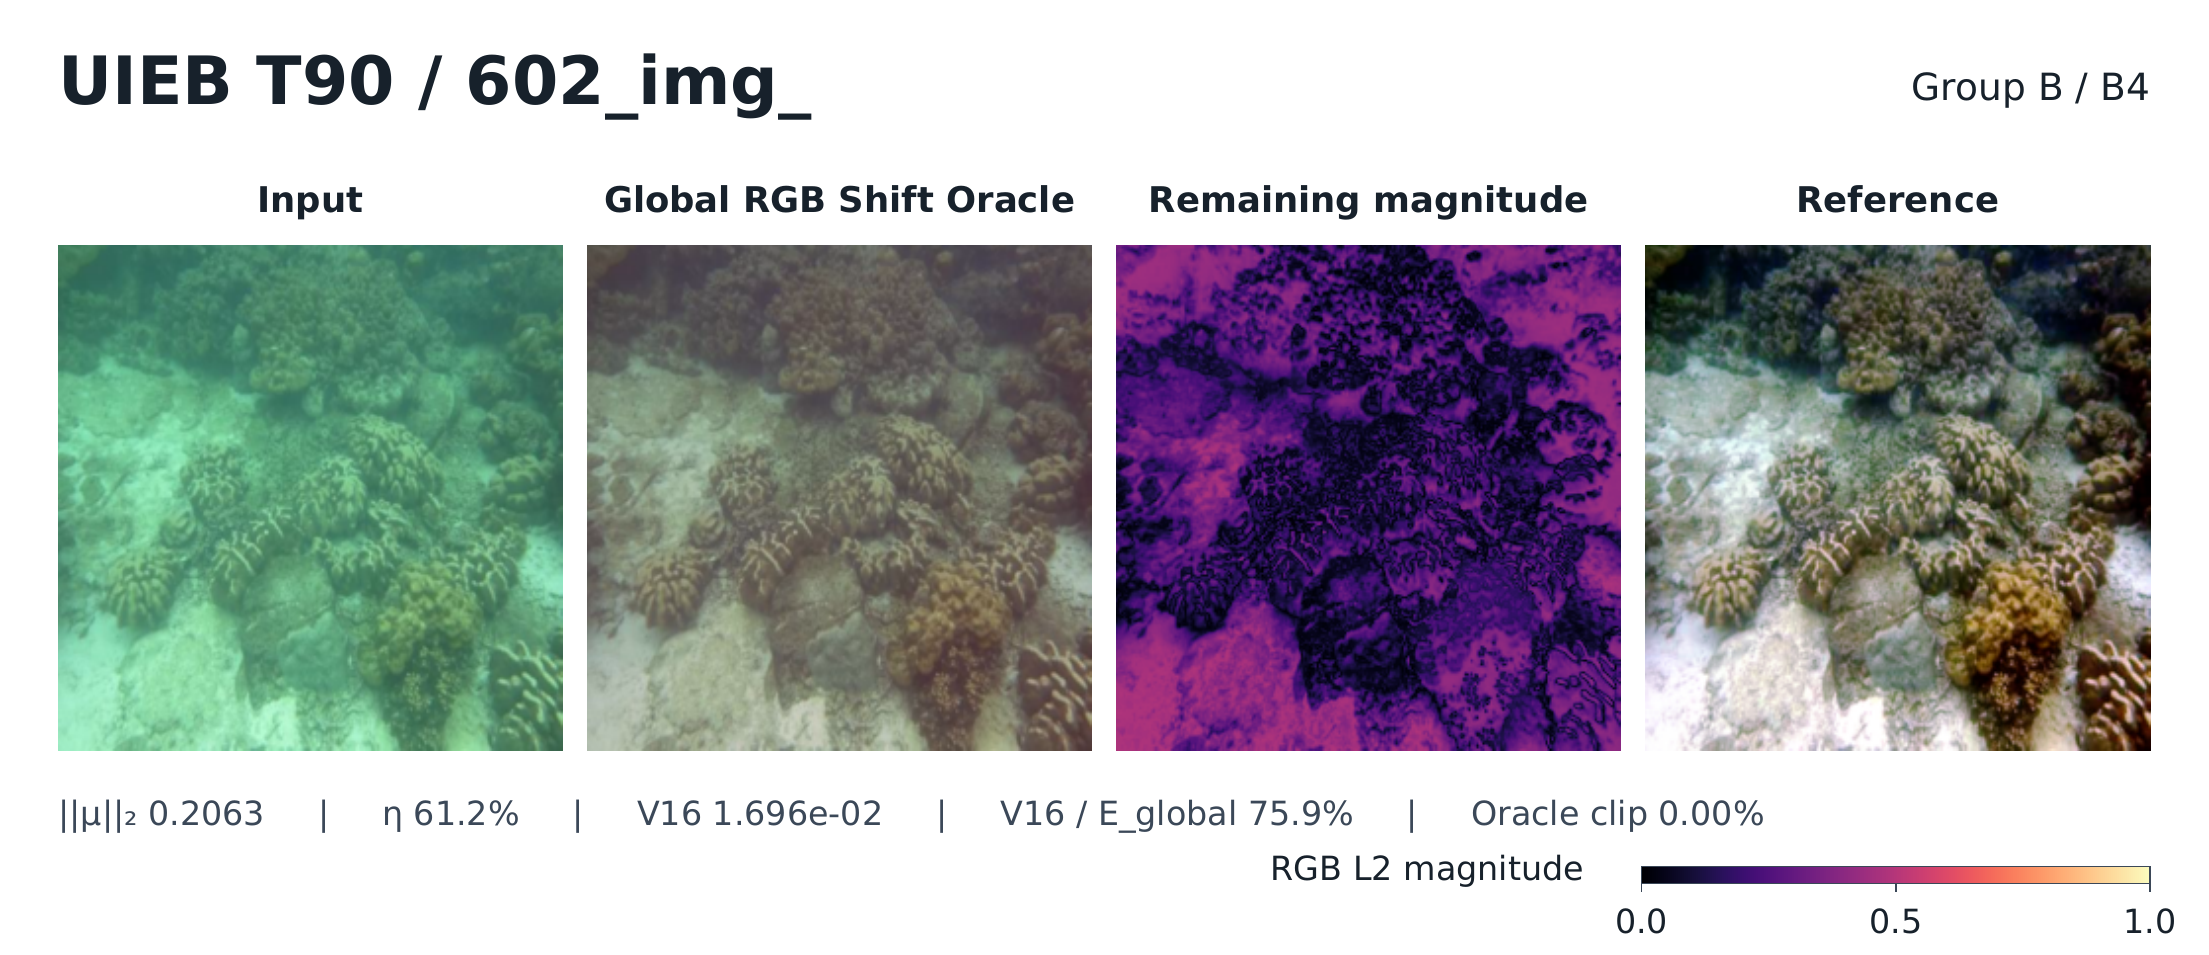 UIEB T90 / 602_img_
Group B / B4
Input
Global RGB Shift Oracle
Remaining magnitude
Reference
||μ||₂ 0.2063 | η 61.2% | V16 1.696e-02 | V16 / E_global 75.9% | Oracle clip 0.00%
RGB L2 magnitude
0.0 0.5 1.0